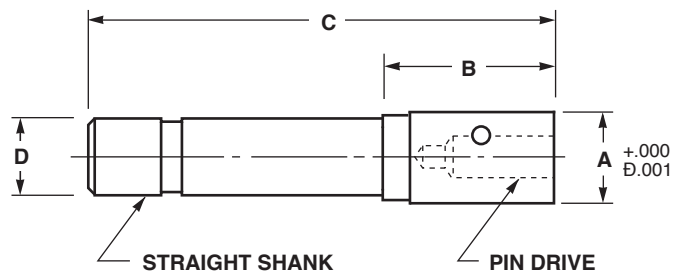 C
B
D
A
+.000
Ð.001
STRAIGHT SHANK
PIN DRIVE